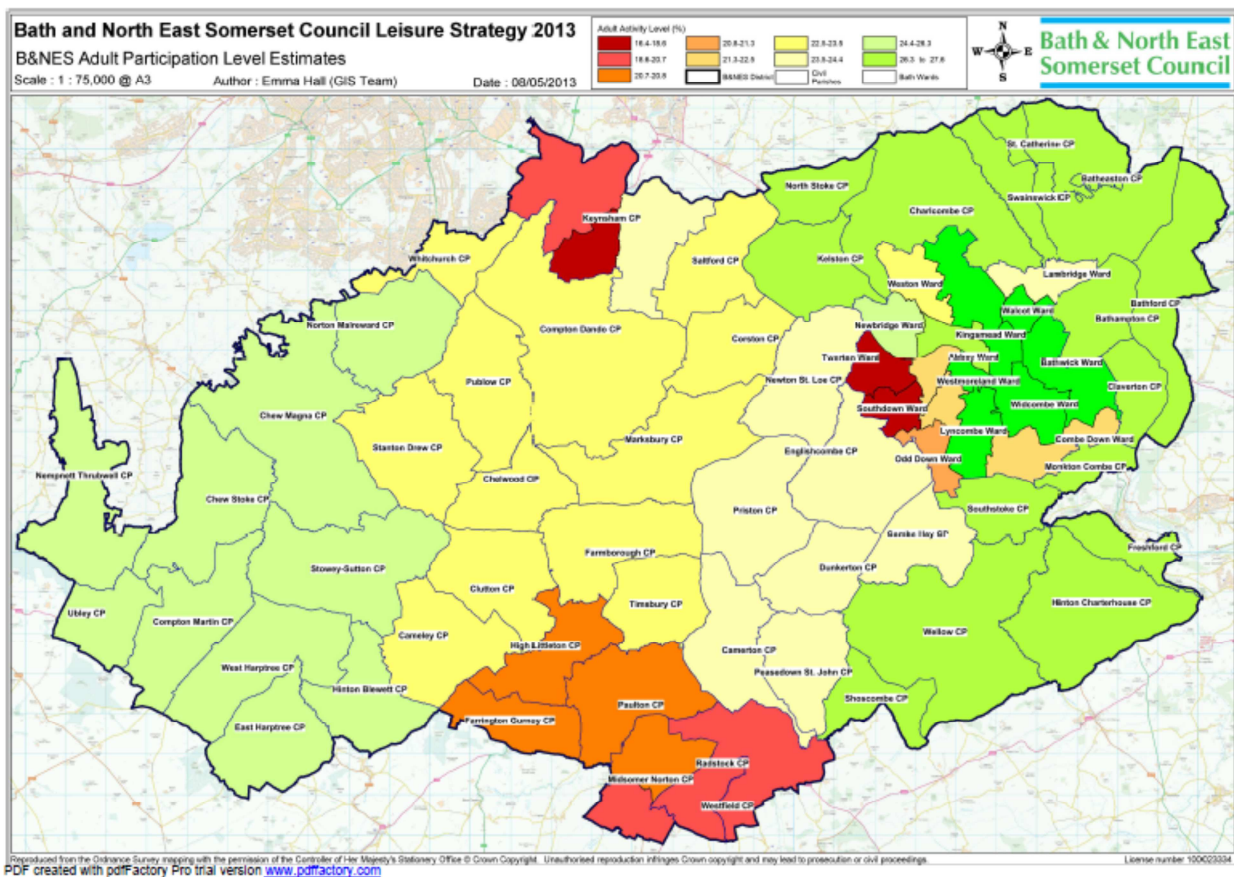 Bath and North East Somerset Council Leisure Strategy 2013
B&NES Adult Participation Level Estimates
Scale : 1 : 75,000 @ A3 Author : Emma Hall (GIS Team) Date : 08/05/2013
Adult Activity Level (%)
16.4-18.6
18.6-20.7
20.7-20.8
20.8-21.3
21.3-22.5
B&NES District
23.5-24.4
Civil
Parishes
24.4-26.3
26.3 to 27.6
Bath Wards
N
W
E
S
Bath & North East
Somerset Council
St. Catherine CP
Batheaston CP
North Stoke CP
Swainswick CP
Charlcombe CP
Keynsham CP
Whitchurch CP
Saltford CP
Kelston CP
Weston Ward
Lambridge Ward
Bathford CP
Walcot Ward
Bathampton CP
Norton Malreward CP
Compton Dando CP
Corston CP
Newbridge Ward
Kingsmead Ward
Twerton Ward
Abbey Ward
Bathwick Ward
Publow CP
Newton St. Loe CP
Westmoreland Ward
Claverton CP
Chew Magna CP
Southdown Ward
Widcombe Ward
Stanton Drew CP
Marksbury CP
Lyncombe Ward
Combe Down Ward
Englishcombe CP
Odd Down Ward
Monkton Combe CP
Nempnett Thrubwell CP
Chelwood CP
Chew Stoke CP
Priston CP
Southstoke CP
Stowey-Sutton CP
Farmborough CP
Dunkerton CP
Freshford CP
Clutton CP
Timsbury CP
Hinton Charterhouse CP
Ubley CP
Compton Martin CP
Cameley CP
Wellow CP
High Littleton CP
Camerton CP
West Harptree CP
Peasedown St. John CP
Hinton Blewett CP
Shoscombe CP
Paulton CP
East Harptree CP
Farrington Gurney CP
Radstock CP
Midsomer Norton CP
Westfield CP
Reproduced from the Ordnance Survey mapping with the permission of the Controller of Her Majesty's Stationery Office © Crown Copyright. Unauthorised reproduction infringes Crown copyright and may lead to prosecution or civil proceedings. License number 100023334
PDF created with pdfFactory Pro trial version www.pdffactory.com